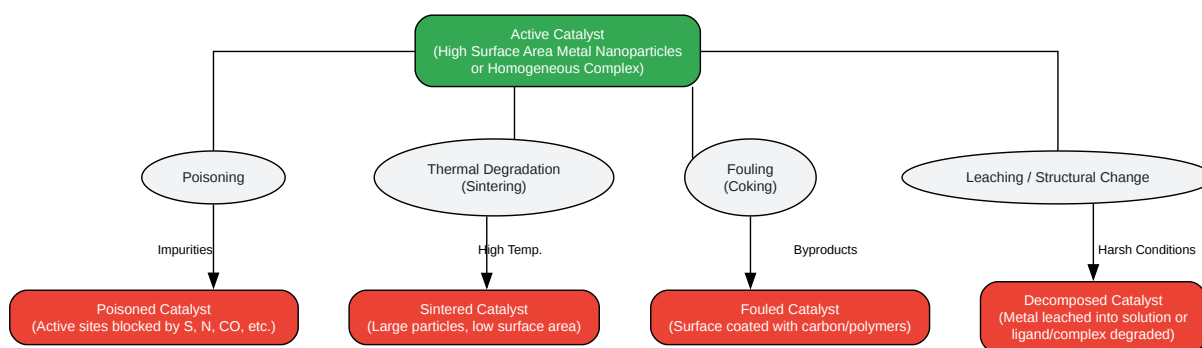 Active Catalyst
(High Surface Area Metal Nanoparticles
or Homogeneous Complex)
Poisoning
Thermal Degradation
(Sintering)
Fouling
(Coking)
Leaching / Structural Change
Impurities
High Temp.
Byproducts
Harsh Conditions
Poisoned Catalyst
(Active sites blocked by S, N, CO, etc.)
Sintered Catalyst
(Large particles, low surface area)
Fouled Catalyst
(Surface coated with carbon/polymers)
Decomposed Catalyst
(Metal leached into solution or
ligand/complex degraded)